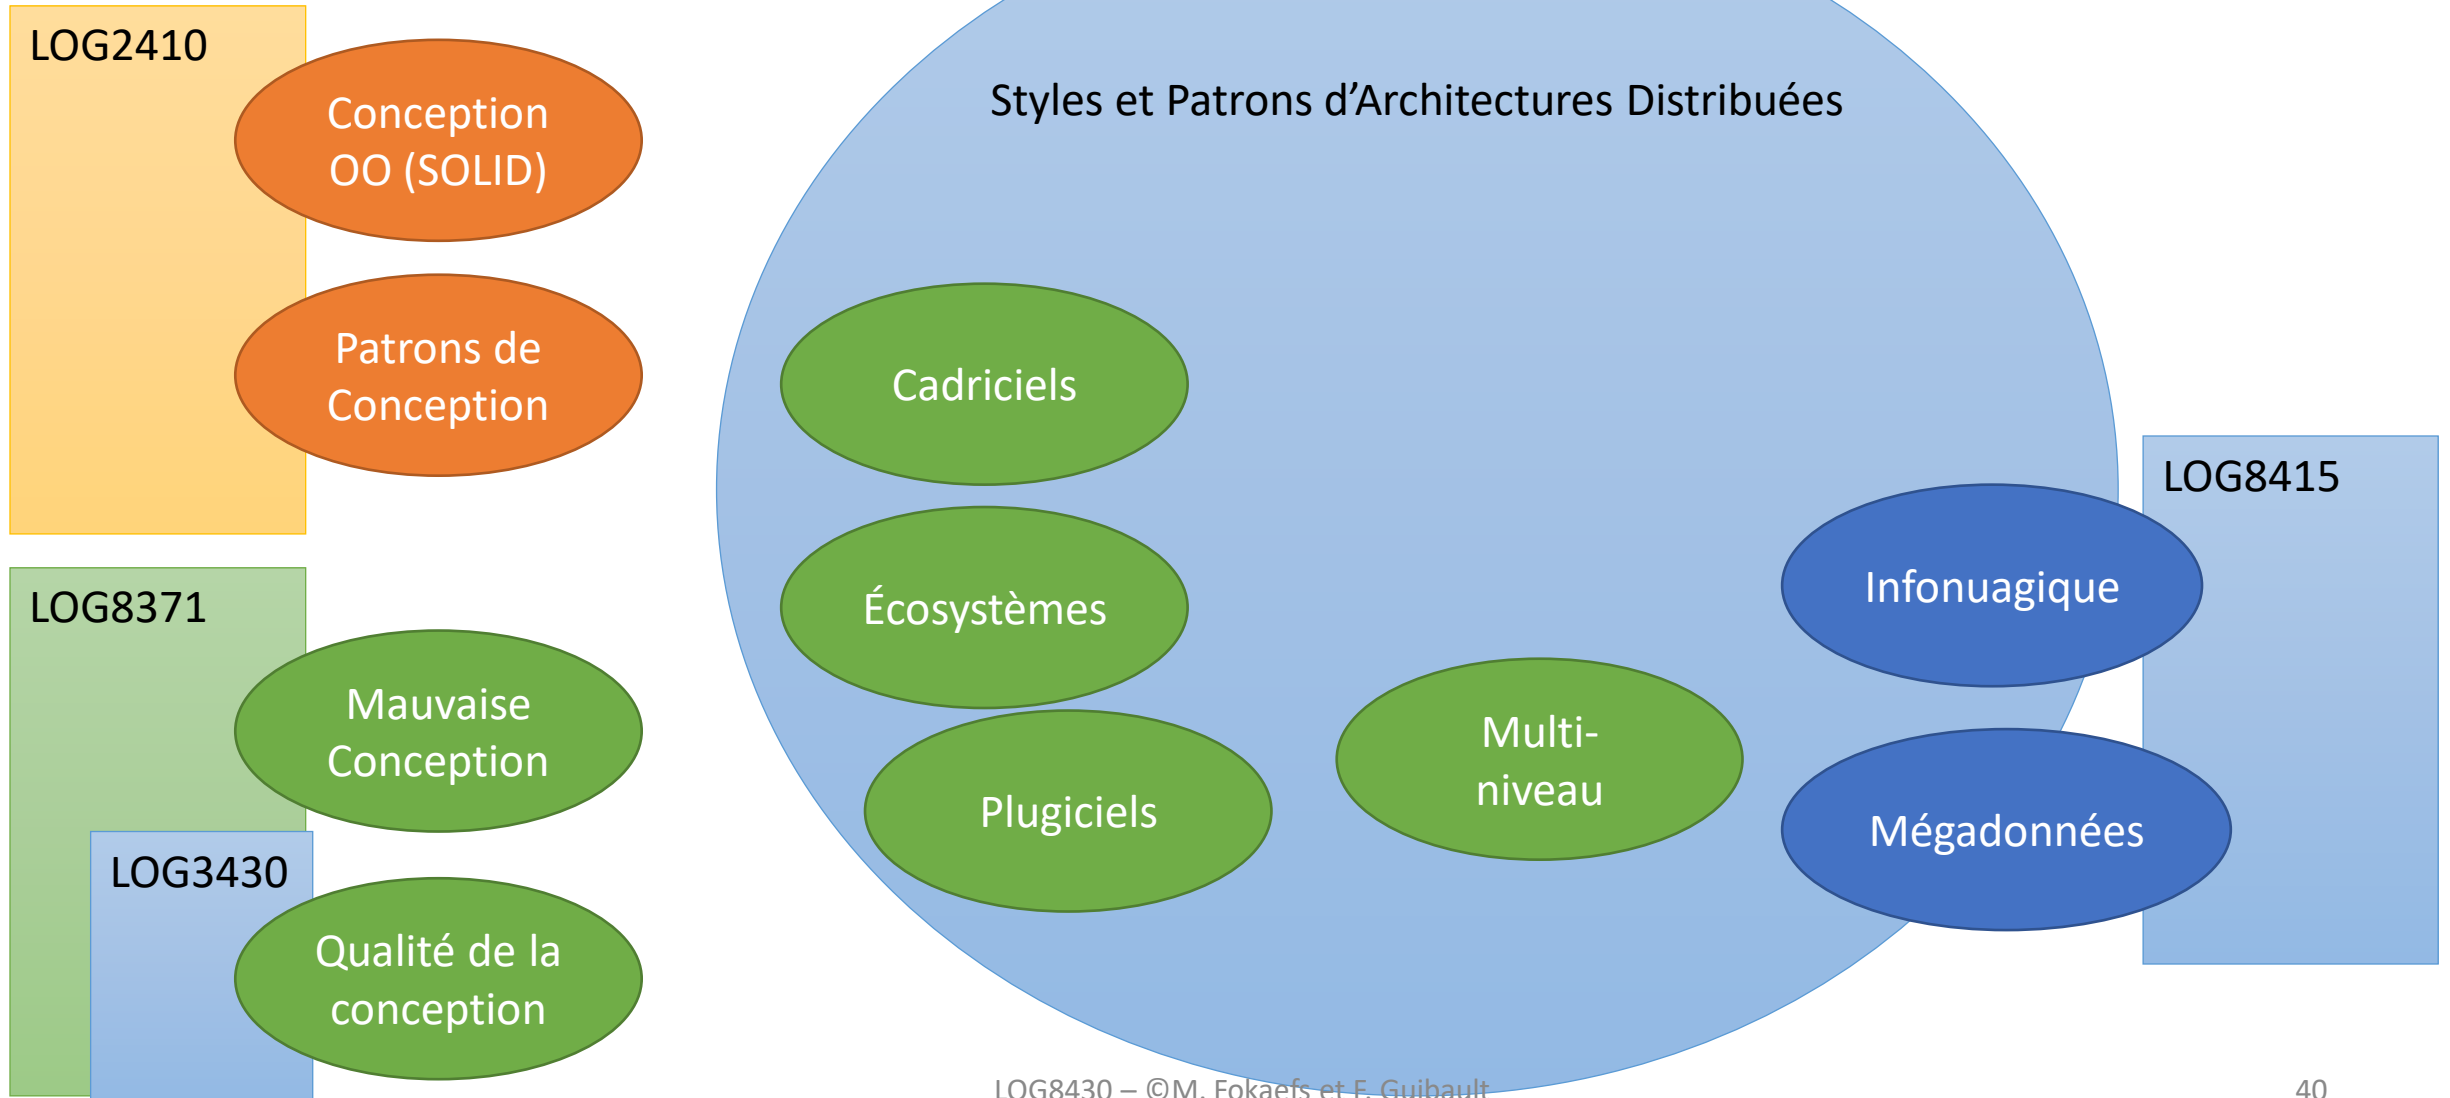 LOG2410
Conception
OO (SOLID)
Patrons de
Conception
LOG8371
Mauvaise
Conception
LOG3430
Qualité de la
conception
Styles et Patrons d’Architectures Distribuées
Cadriciels
Écosystèmes
Plugiciels
Multi-
niveau
LOG8415
Infonuagique
Mégadonnées
LOG8430 – ©M. Fokaefs et F. Guibault
40